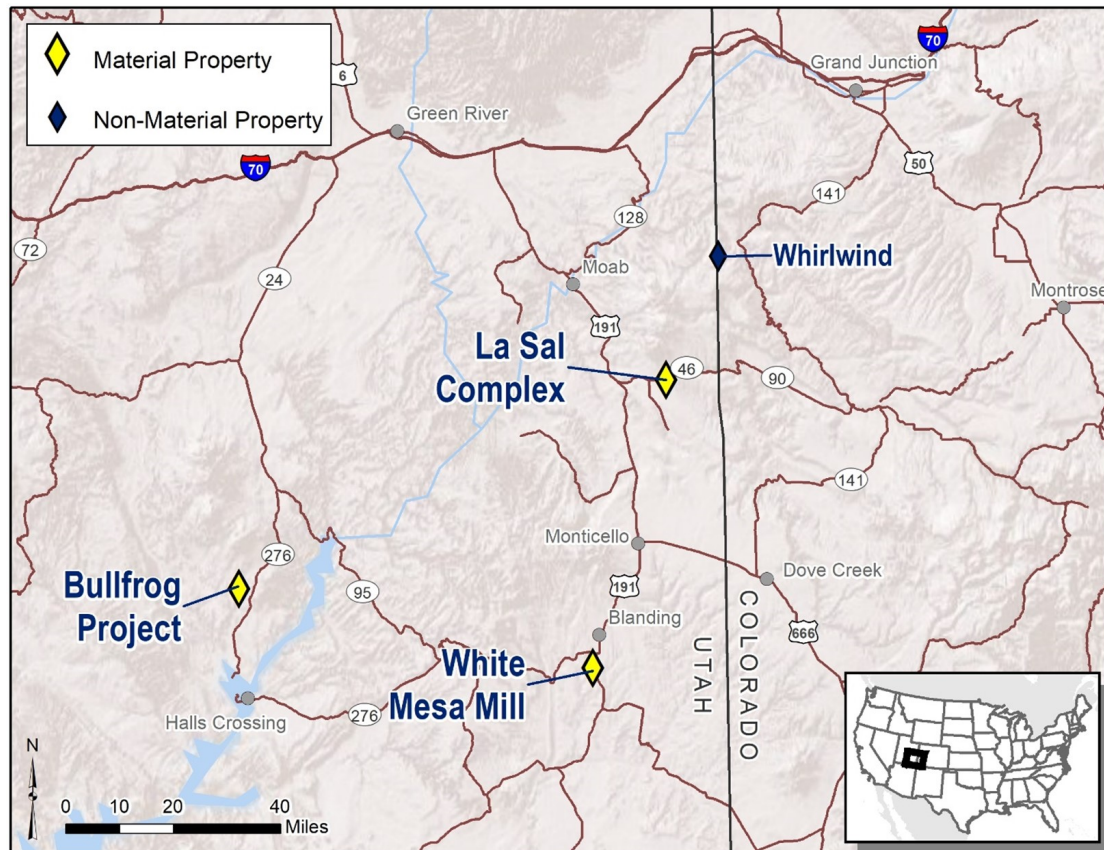 Material Property
Non-Material Property
6
Green River
70
Grand Junction
70
50
141
128
72
24
Moab
Whirlwind
Montrose
191
La Sal
Complex
46
90
141
Monticello
Dove Creek
276
Bullfrog
Project
95
191
Blanding
666
UTAH
COLORADO
White
Mesa Mill
Halls Crossing
276
N
0 10 20 40
Miles